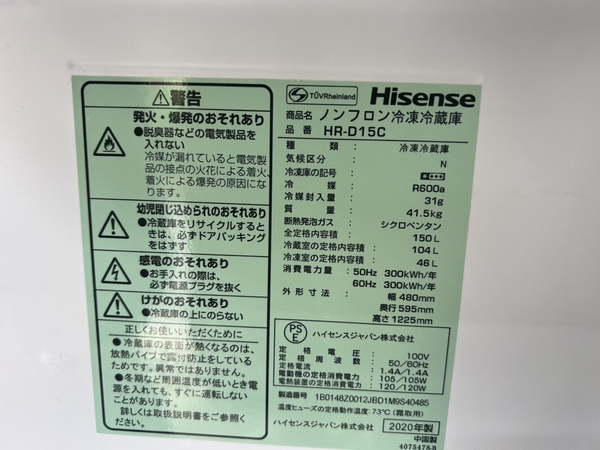 警告
発火・爆発のおそれあり
●脱臭器などの電気製品を
入れない
冷媒が漏れていると電気製
品の接点の火花による発火、
着火による爆発の原因にな
ります。
幼児閉じ込められのおそれあり
●冷蔵庫をリサイクルすると
きは、必ずドアパッキング
をはずす
感電のおそれあり
●お手入れの際は、
必ず電源プラグを抜く
けがのおそれあり
●冷蔵庫の上にのらない
正しくお使いいただくために
●冷蔵庫の表面が熱くなるのは、
放熱パイプで露付防止をしている
ためです。異常ではありません。
●冬期など周囲温度が低いとき電
源を入れても、すぐに運転しない
ことがあります。
詳しくは取扱説明書をご参照く
ださい。
TÜVRheinland
Hisense
商品名 ノンフロン冷凍冷蔵庫
品番 HR-D15C
種類: 冷凍冷蔵庫
気候区分: N
冷凍庫の記号:
冷媒: R600a
冷媒封入量: 31g
質量: 41.5kg
断熱発泡ガス: シクロペンタン
全定格内容積: 150L
冷蔵室の定格内容積: 104L
冷凍室の定格内容積: 46L
消費電力量: 50Hz 300kWh/年
60Hz 300kWh/年
外形寸法: 幅 480mm
奥行 595mm
高さ 1225mm
PSE ハイセンスジャパン株式会社
定格電圧: 100V
定格周波数: 50/60Hz
定格電流: 1.4A/1.4A
電動機の定格消費電力: 105/105W
電熱装置の定格消費電力: 120/120W
製造番号: 1B0148Z0012JBD1M9S40485
温度ヒューズの定格動作温度: 73℃(霜取用)
ハイセンスジャパン株式会社 2020年製
中国製
4075478-B